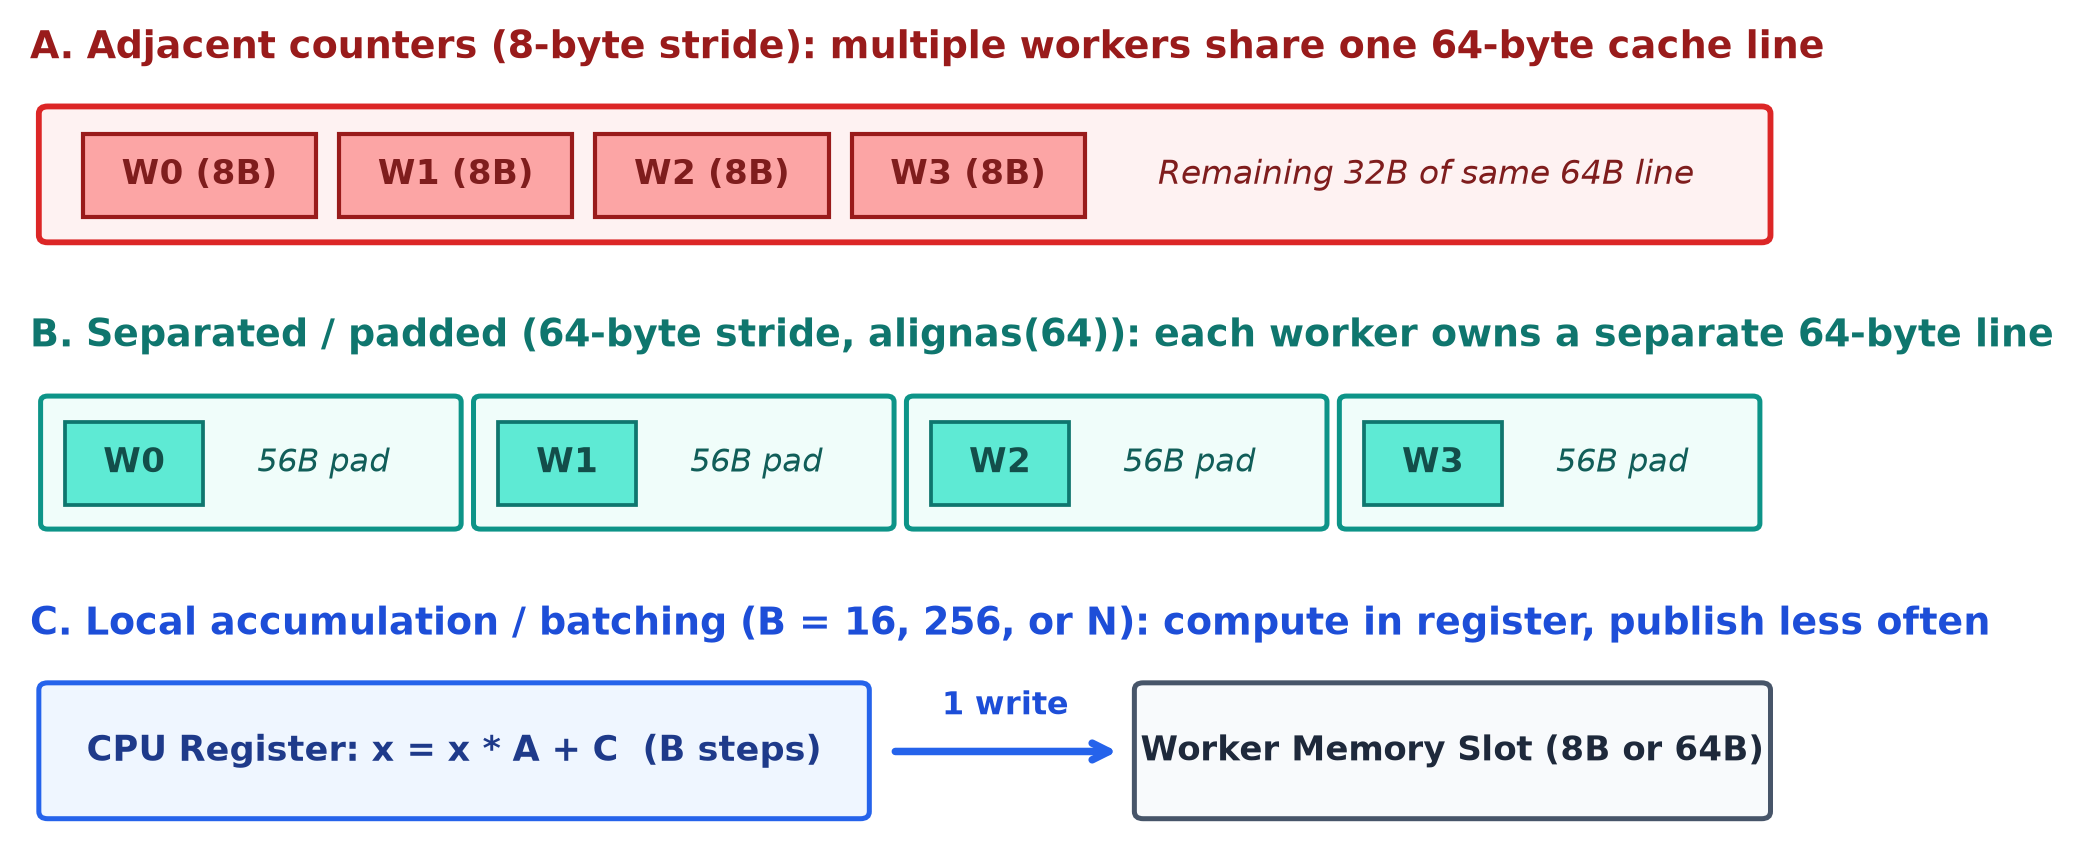 A. Adjacent counters (8-byte stride): multiple workers share one 64-byte cache line
W0 (8B) W1 (8B) W2 (8B) W3 (8B) Remaining 32B of same 64B line
B. Separated / padded (64-byte stride, alignas(64)): each worker owns a separate 64-byte line
W0 56B pad W1 56B pad W2 56B pad W3 56B pad
C. Local accumulation / batching (B = 16, 256, or N): compute in register, publish less often
1 write
CPU Register: x = x * A + C (B steps) Worker Memory Slot (8B or 64B)